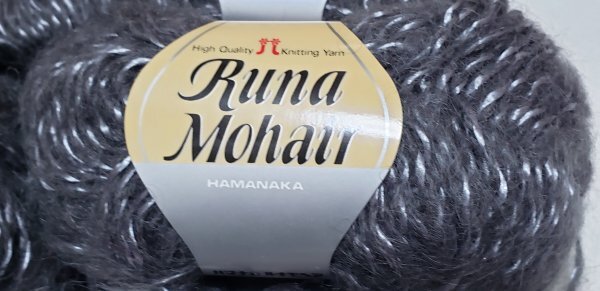 High Quality Knitting Yarn
Runa
Mohair
HAMANAKA